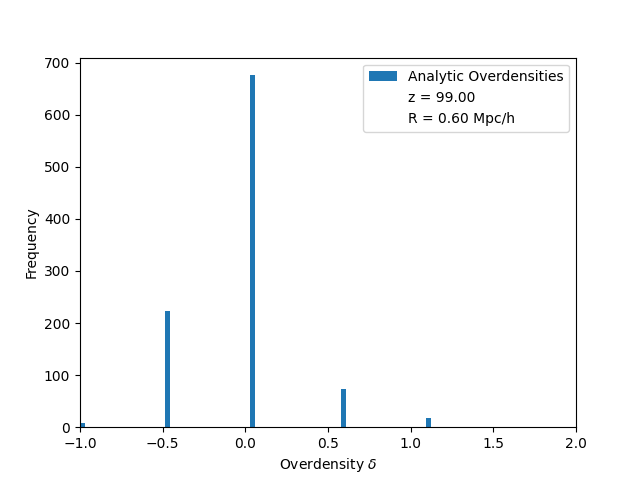 Analytic Overdensities
z = 99.00
R = 0.60 Mpc/h
700
600
500
400
300
200
100
0
Frequency
−1.0 −0.5 0.0 0.5 1.0 1.5 2.0
Overdensity δ